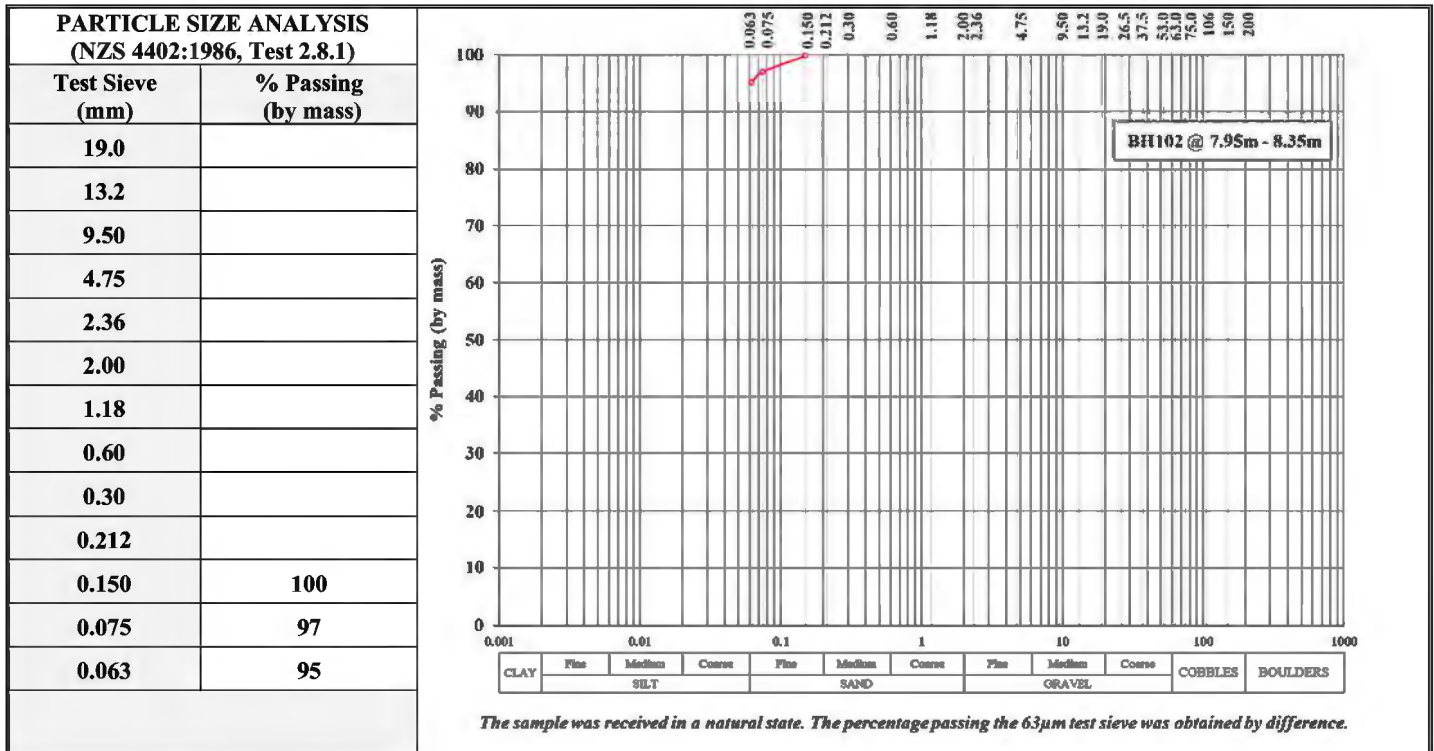 PARTICLE SIZE ANALYSIS
(NZS 4402:1986, Test 2.8.1)
Test Sieve (mm) % Passing (by mass)
19.0
13.2
9.50
4.75
2.36
2.00
1.18
0.60
0.30
0.212
0.150 100
0.075 97
0.063 95
0.063 0.075 0.150 0.212 0.30 0.60 1.18 2.00 2.36 4.75 9.50 13.2 19.0 26.5 37.5 53.0 63.0 75.0 106 150 200
% Passing (by mass)
100
90
BH102 @ 7.95m - 8.35m
80
70
60
50
40
30
20
10
0
0.001 0.01 0.1 1 10 100 1000
CLAY Fine Medium Coarse Fine Medium Coarse Fine Medium Coarse COBBLES BOULDERS
SILT SAND GRAVEL
The sample was received in a natural state. The percentage passing the 63µm test sieve was obtained by difference.